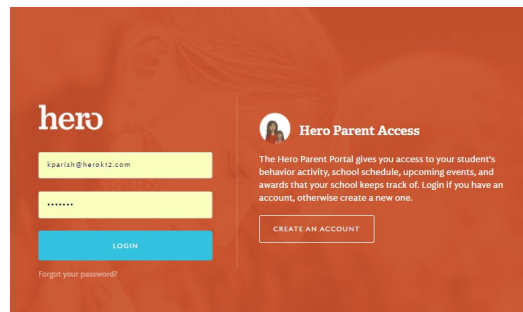 hero
kparish@herok12.com
•••••••
LOGIN
Forgot your password?
Hero Parent Access
The Hero Parent Portal gives you access to your student's
behavior activity, school schedule, upcoming events, and
awards that your school keeps track of. Login if you have an
account, otherwise create a new one.
CREATE AN ACCOUNT